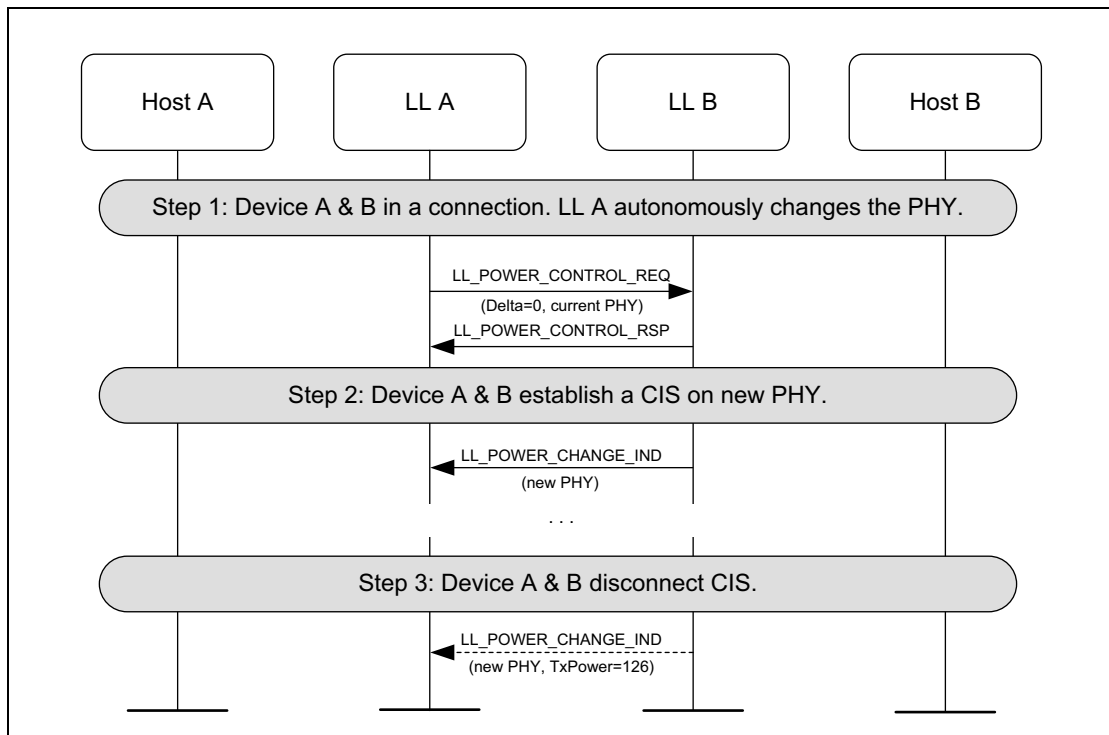 Host A
LL A
LL B
Host B
Step 1: Device A & B in a connection. LL A autonomously changes the PHY.
LL_POWER_CONTROL_REQ
(Delta=0, current PHY)
LL_POWER_CONTROL_RSP
Step 2: Device A & B establish a CIS on new PHY.
LL_POWER_CHANGE_IND
(new PHY)
. . .
Step 3: Device A & B disconnect CIS.
LL_POWER_CHANGE_IND
(new PHY, TxPower=126)